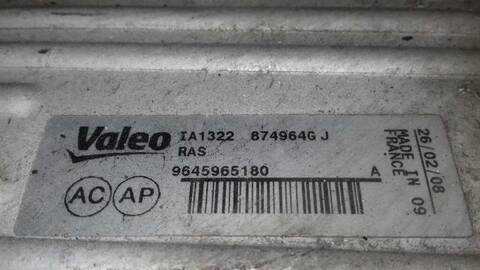 Valeo
IA1322 874964G J
RAS
9645965180 A
AC AP
26/02/08
MADE IN 09
FRANCE